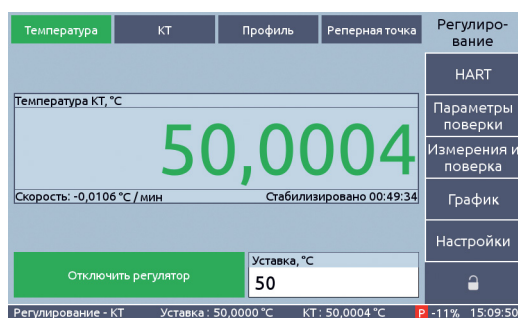 Температура КТ Профиль Реперная точка Регулиро-
вание
HART
Параметры
поверки
Измерения и
поверка
График
Настройки
Температура КТ, °C
50,0004
Скорость: -0,0106 °C / мин Стабилизировано 00:49:34
Отключить регулятор
Уставка, °C
50
Регулирование - КТ Уставка : 50,0000 °C КТ : 50,0004 °C P -11% 15:09:50